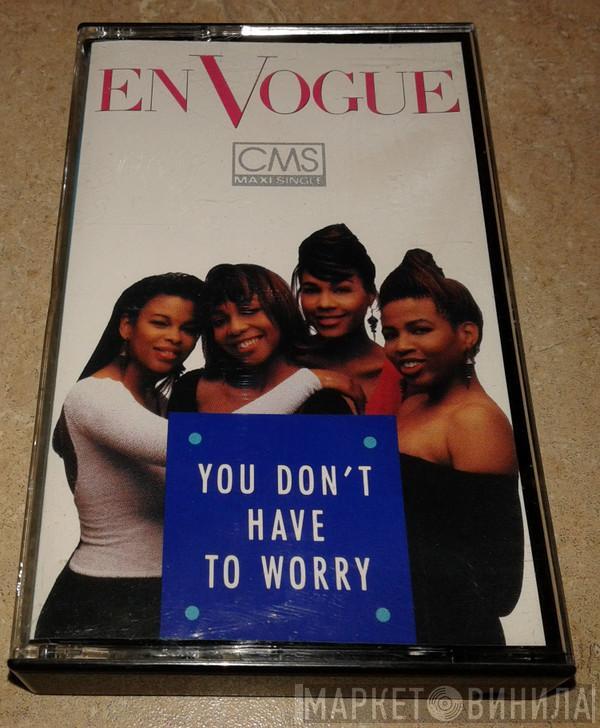 EN VOGUE
CMS
MAXI-SINGLE
YOU DON'T
HAVE
TO WORRY
МАРКЕТ ВИНИЛА